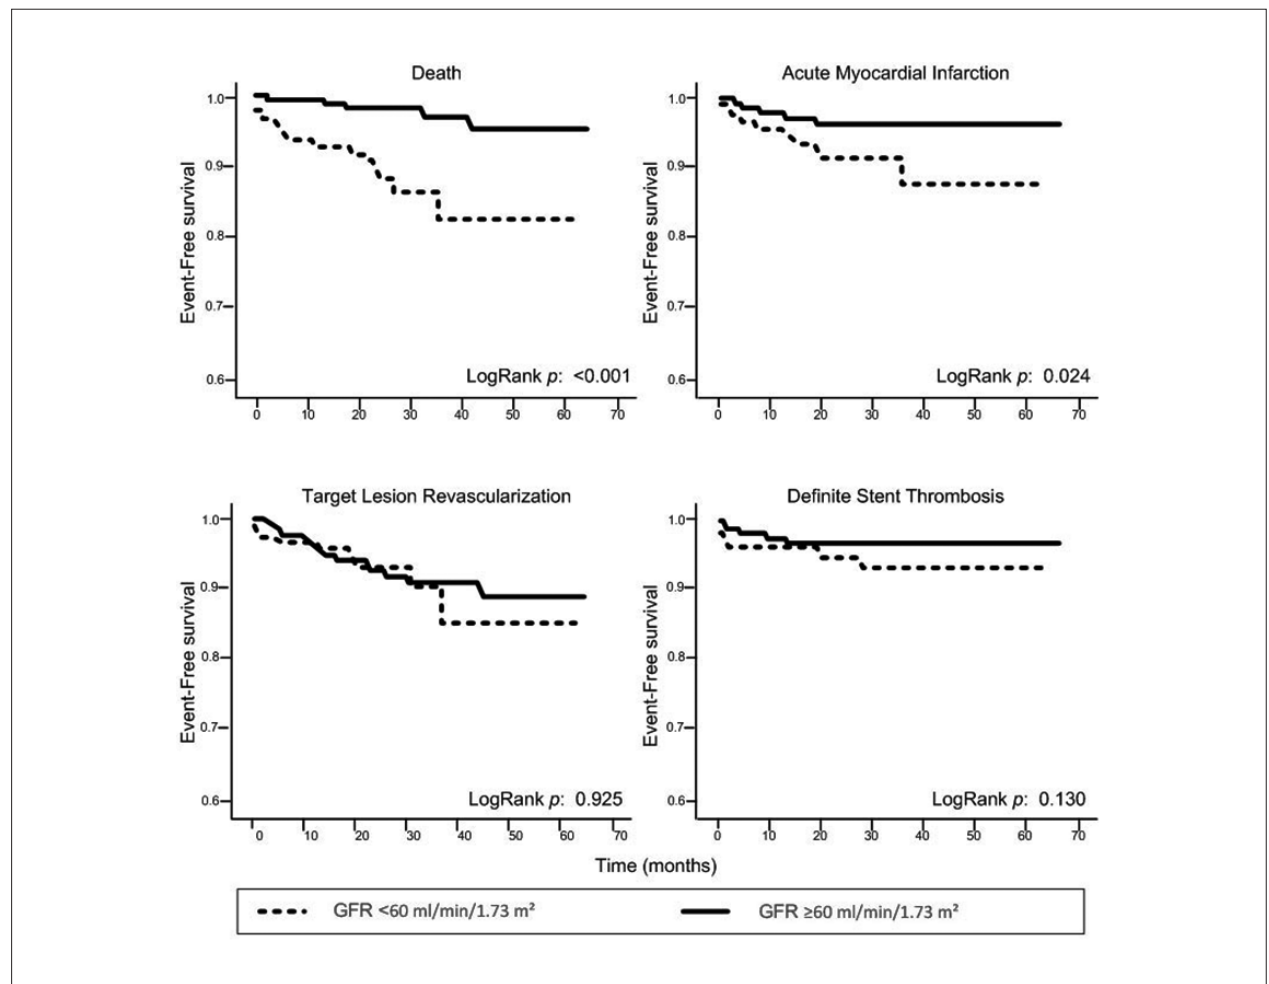 Death
Event-Free survival
1.0
0.9
0.8
0.7
0.6
LogRank p: <0.001
0 10 20 30 40 50 60 70
Acute Myocardial Infarction
Event-Free survival
1.0
0.9
0.8
0.7
0.6
LogRank p: 0.024
0 10 20 30 40 50 60 70
Target Lesion Revascularization
Event-Free survival
1.0
0.9
0.8
0.7
0.6
LogRank p: 0.925
0 10 20 30 40 50 60 70
Definite Stent Thrombosis
Event-Free survival
1.0
0.9
0.8
0.7
0.6
LogRank p: 0.130
0 10 20 30 40 50 60 70
Time (months)
GFR <60 ml/min/1.73 m² GFR ≥60 ml/min/1.73 m²